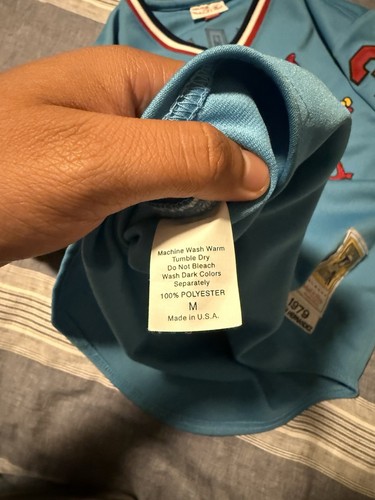 Machine Wash Warm
Tumble Dry
Do Not Bleach
Wash Dark Colors
Separately
100% POLYESTER
M
Made in U.S.A.
1979